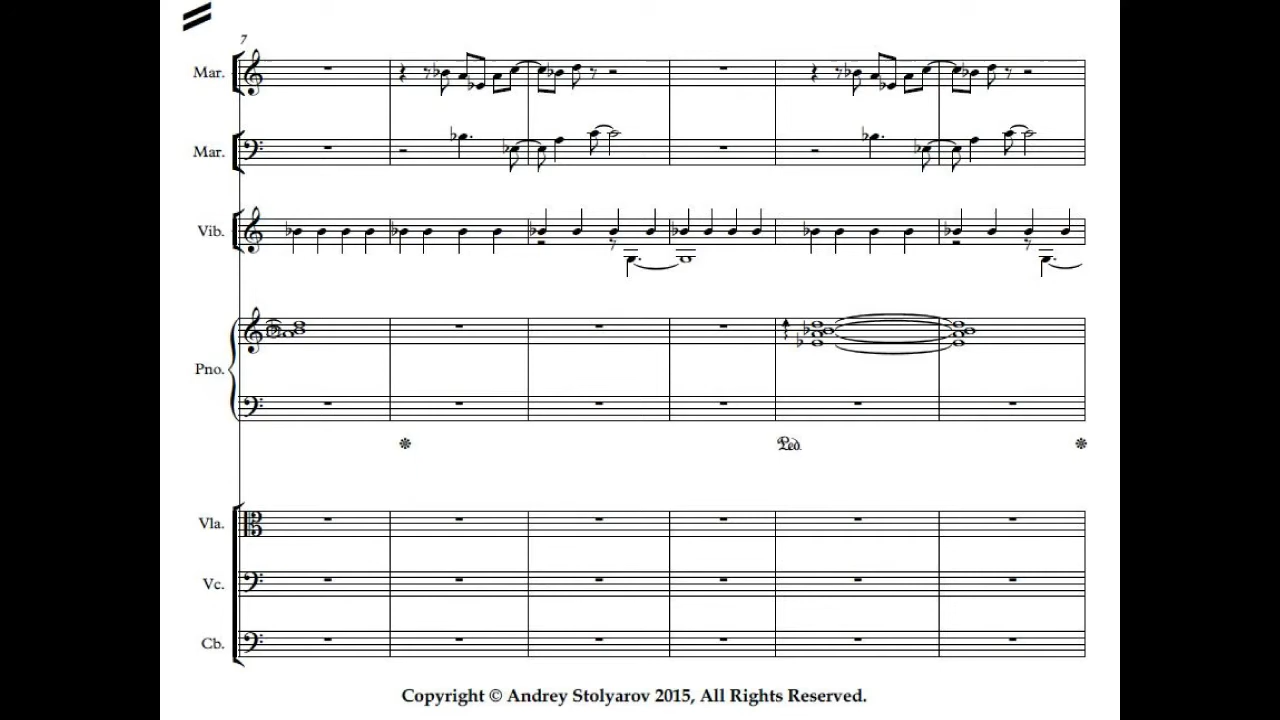 7
Mar.
Mar.
Vib.
Pno.
Ped.
Vla.
Vc.
Cb.
Copyright © Andrey Stolyarov 2015, All Rights Reserved.